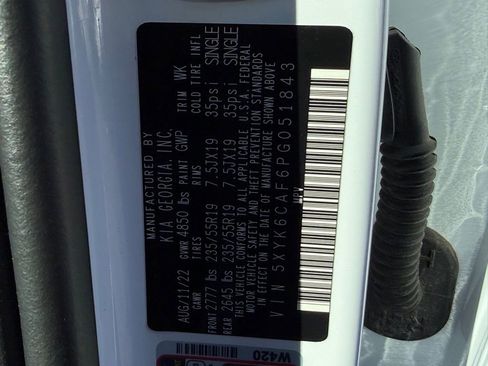 MANUFACTURED BY
KIA GEORGIA, INC.
AUG/11/22 GVWR 4850 lbs PAINT GWP TRIM WK
GAWR TIRES RIMS COLD TIRE INFL
FRONT 2777 lbs 235/55R19 7.5JX19 35psi SINGLE
REAR 2645 lbs 235/55R19 7.5JX19 35psi SINGLE
THIS VEHICLE CONFORMS TO ALL APPLICABLE U.S.A. FEDERAL
MOTOR VEHICLE SAFETY AND THEFT PREVENTION STANDARDS
IN EFFECT ON THE DATE OF MANUFACTURE SHOWN ABOVE
VIN 5XYK6CAF6PG051843
MPV
W420